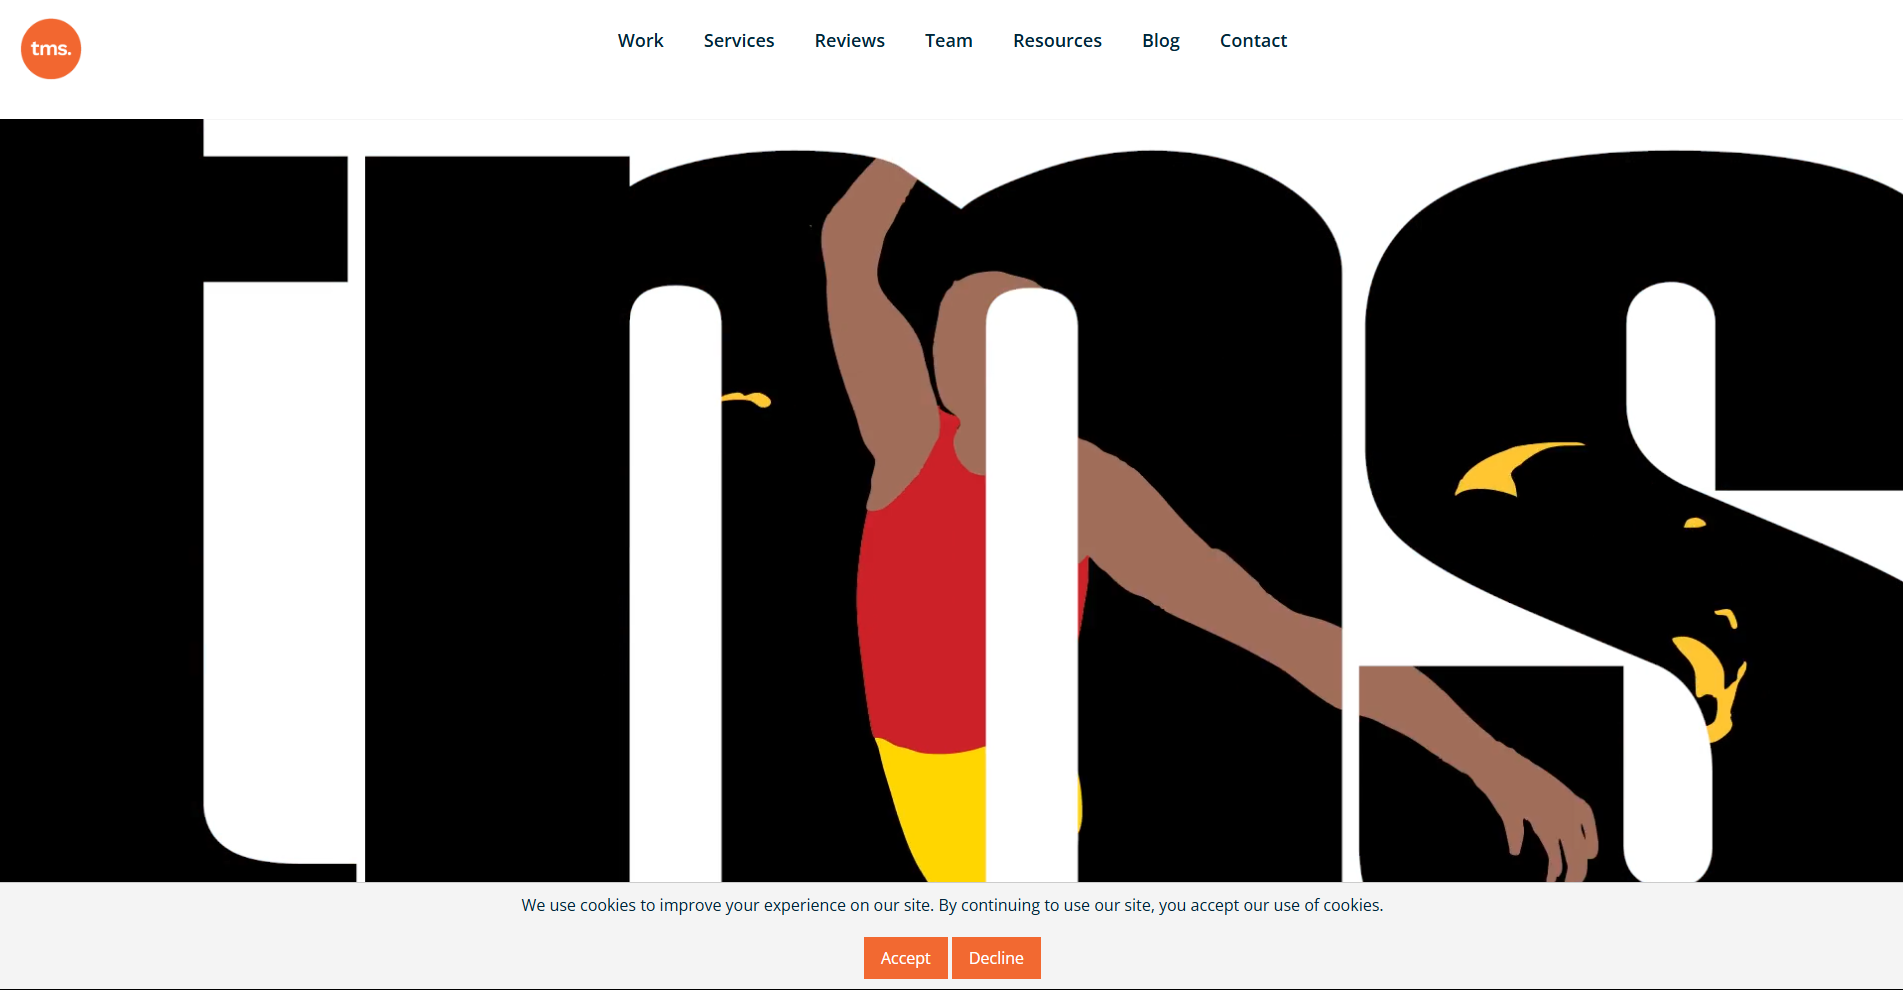 tms.
Work Services Reviews Team Resources Blog Contact
tms
We use cookies to improve your experience on our site. By continuing to use our site, you accept our use of cookies.
Accept Decline